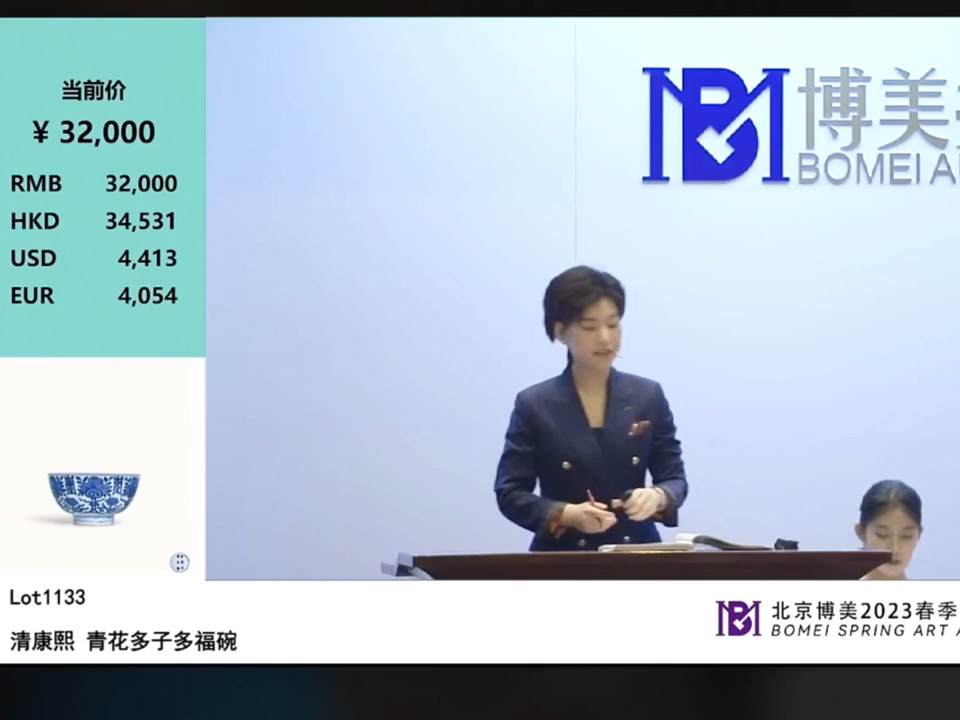 当前价
¥ 32,000
RMB 32,000
HKD 34,531
USD 4,413
EUR 4,054
Lot1133
清康熙 青花多子多福碗
博美
BOMEI A
北京博美2023春季
BOMEI SPRING ART A